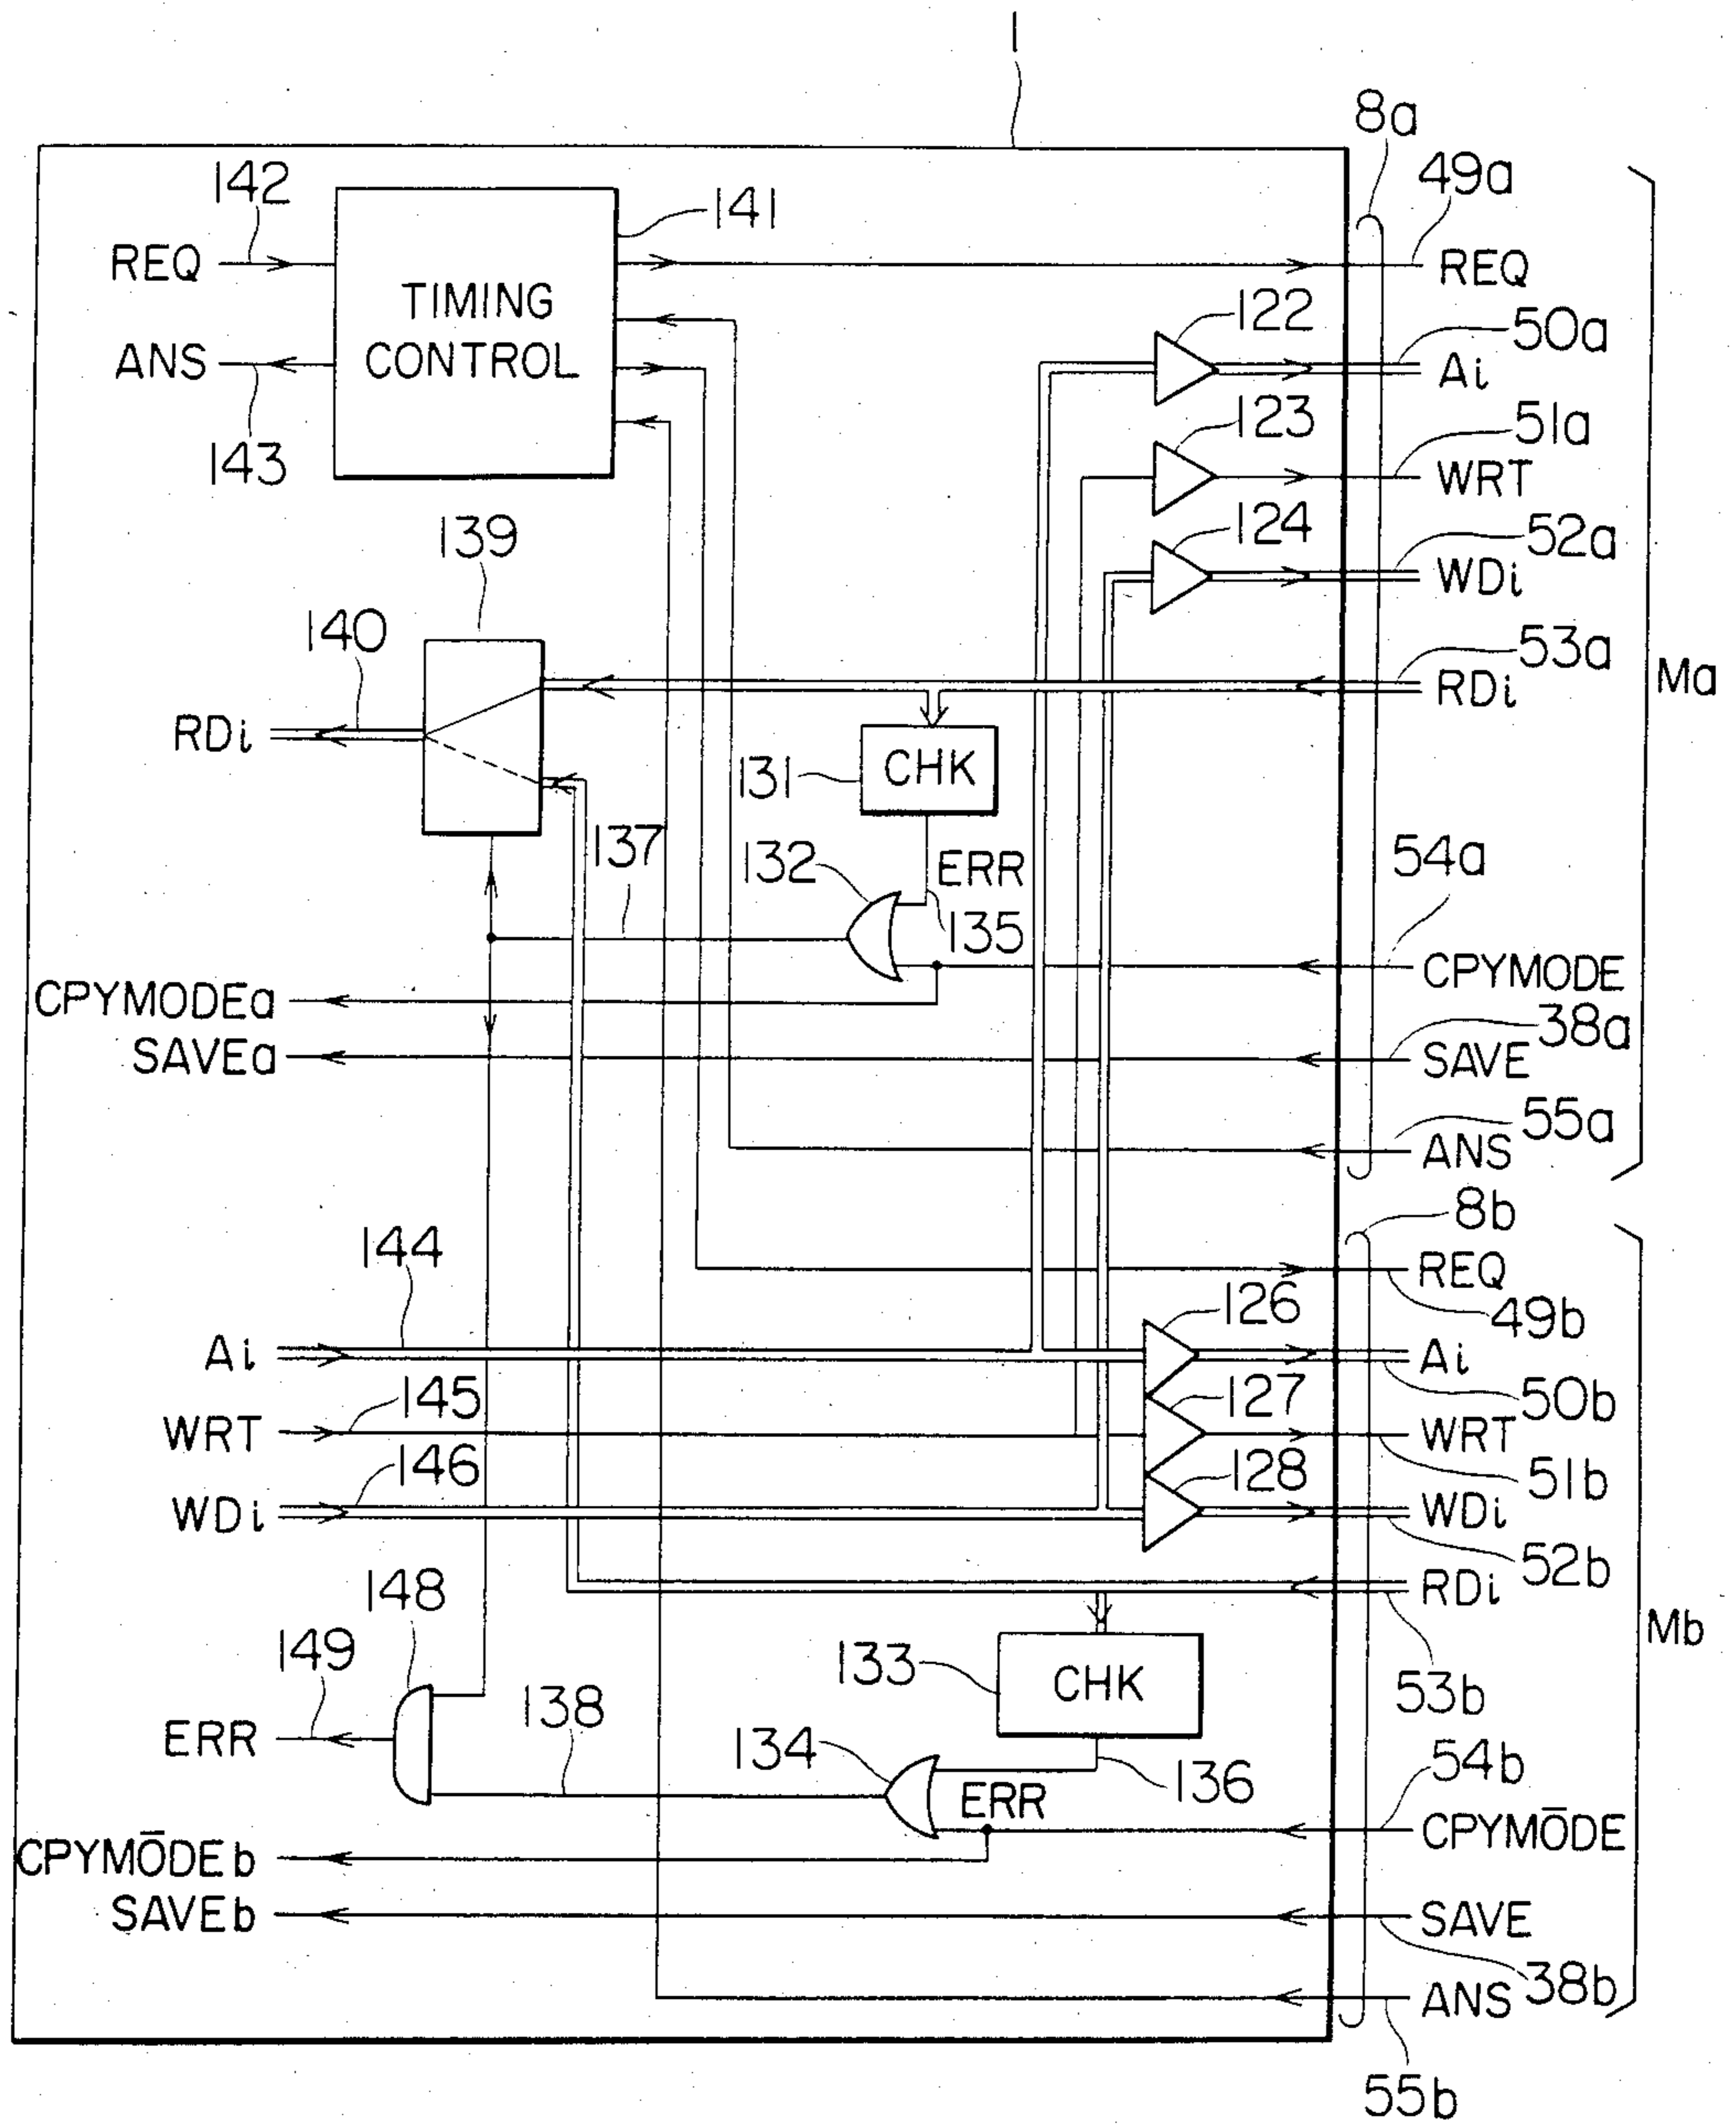 1
8a
49a
142
141
REQ
REQ
TIMING
CONTROL
122
50a
Ai
ANS
123
51a
143
WRT
124
52a
139
WDi
140
53a
Ma
RDi
RDi
131
CHK
137
132
ERR
54a
135
CPYMODE
CPYMODEa
38a
SAVEa
SAVE
55a
ANS
8b
144
REQ
126
49b
Ai
Ai
145
127
50b
WRT
WRT
146
128
51b
WDi
WDi
148
52b
RDi
Mb
149
133
CHK
53b
138
ERR
134
136
54b
ERR
CPYMŌDE
CPYMŌDEb
SAVEb
SAVE
38b
ANS
55b